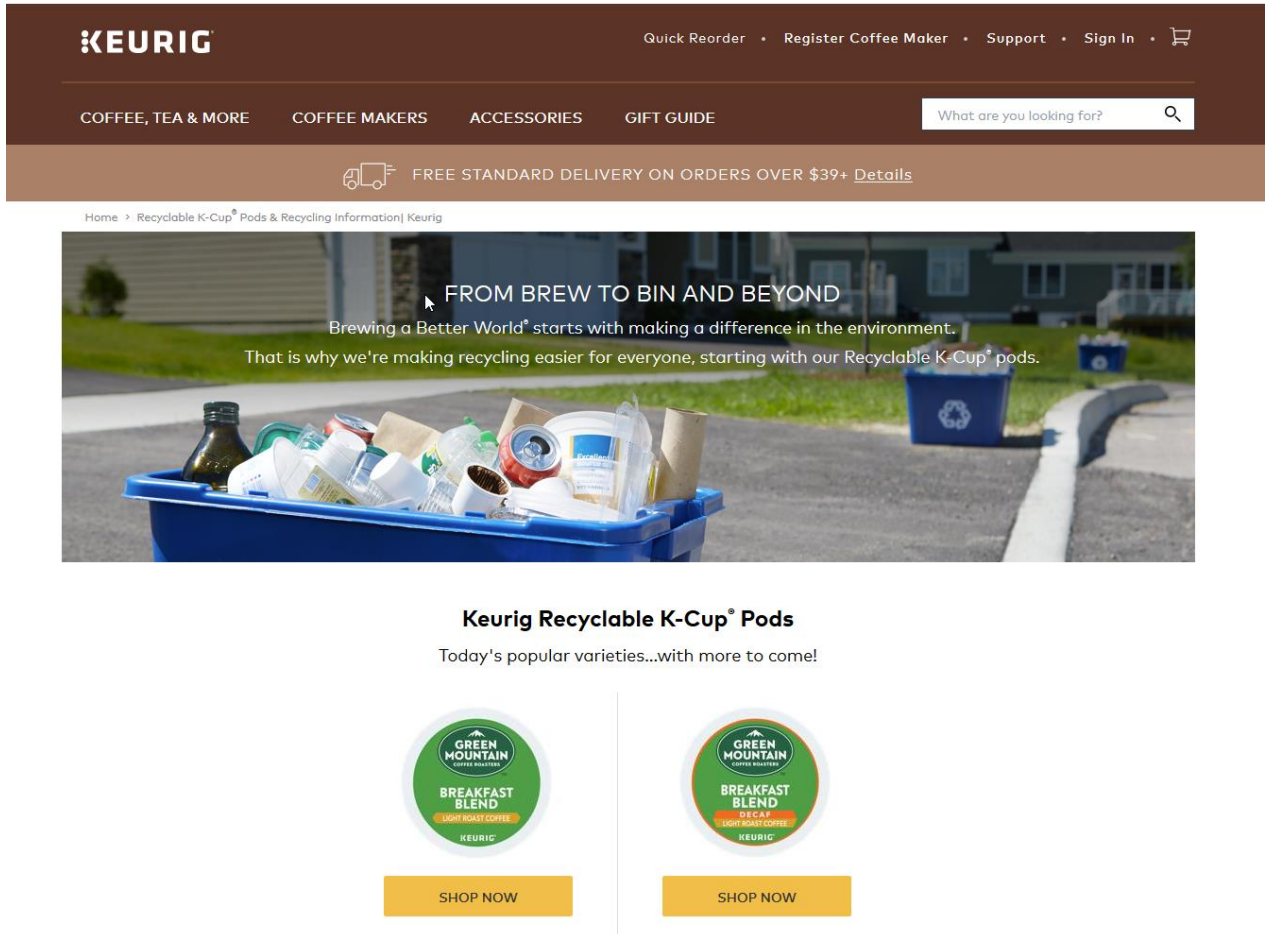 KEURIG
Quick Reorder • Register Coffee Maker • Support • Sign In •
COFFEE, TEA & MORE COFFEE MAKERS ACCESSORIES GIFT GUIDE What are you looking for?
FREE STANDARD DELIVERY ON ORDERS OVER $39+ Details
Home > Recyclable K-Cup® Pods & Recycling Information| Keurig
FROM BREW TO BIN AND BEYOND
Brewing a Better World® starts with making a difference in the environment.
That is why we're making recycling easier for everyone, starting with our Recyclable K-Cup® pods.
Excellent
Keurig Recyclable K-Cup® Pods
Today's popular varieties...with more to come!
GREEN
MOUNTAIN
COFFEE ROASTERS
BREAKFAST
BLEND
LIGHT ROAST COFFEE
KEURIG
SHOP NOW
GREEN
MOUNTAIN
COFFEE ROASTERS
BREAKFAST
BLEND
DECAF
LIGHT ROAST COFFEE
KEURIG
SHOP NOW